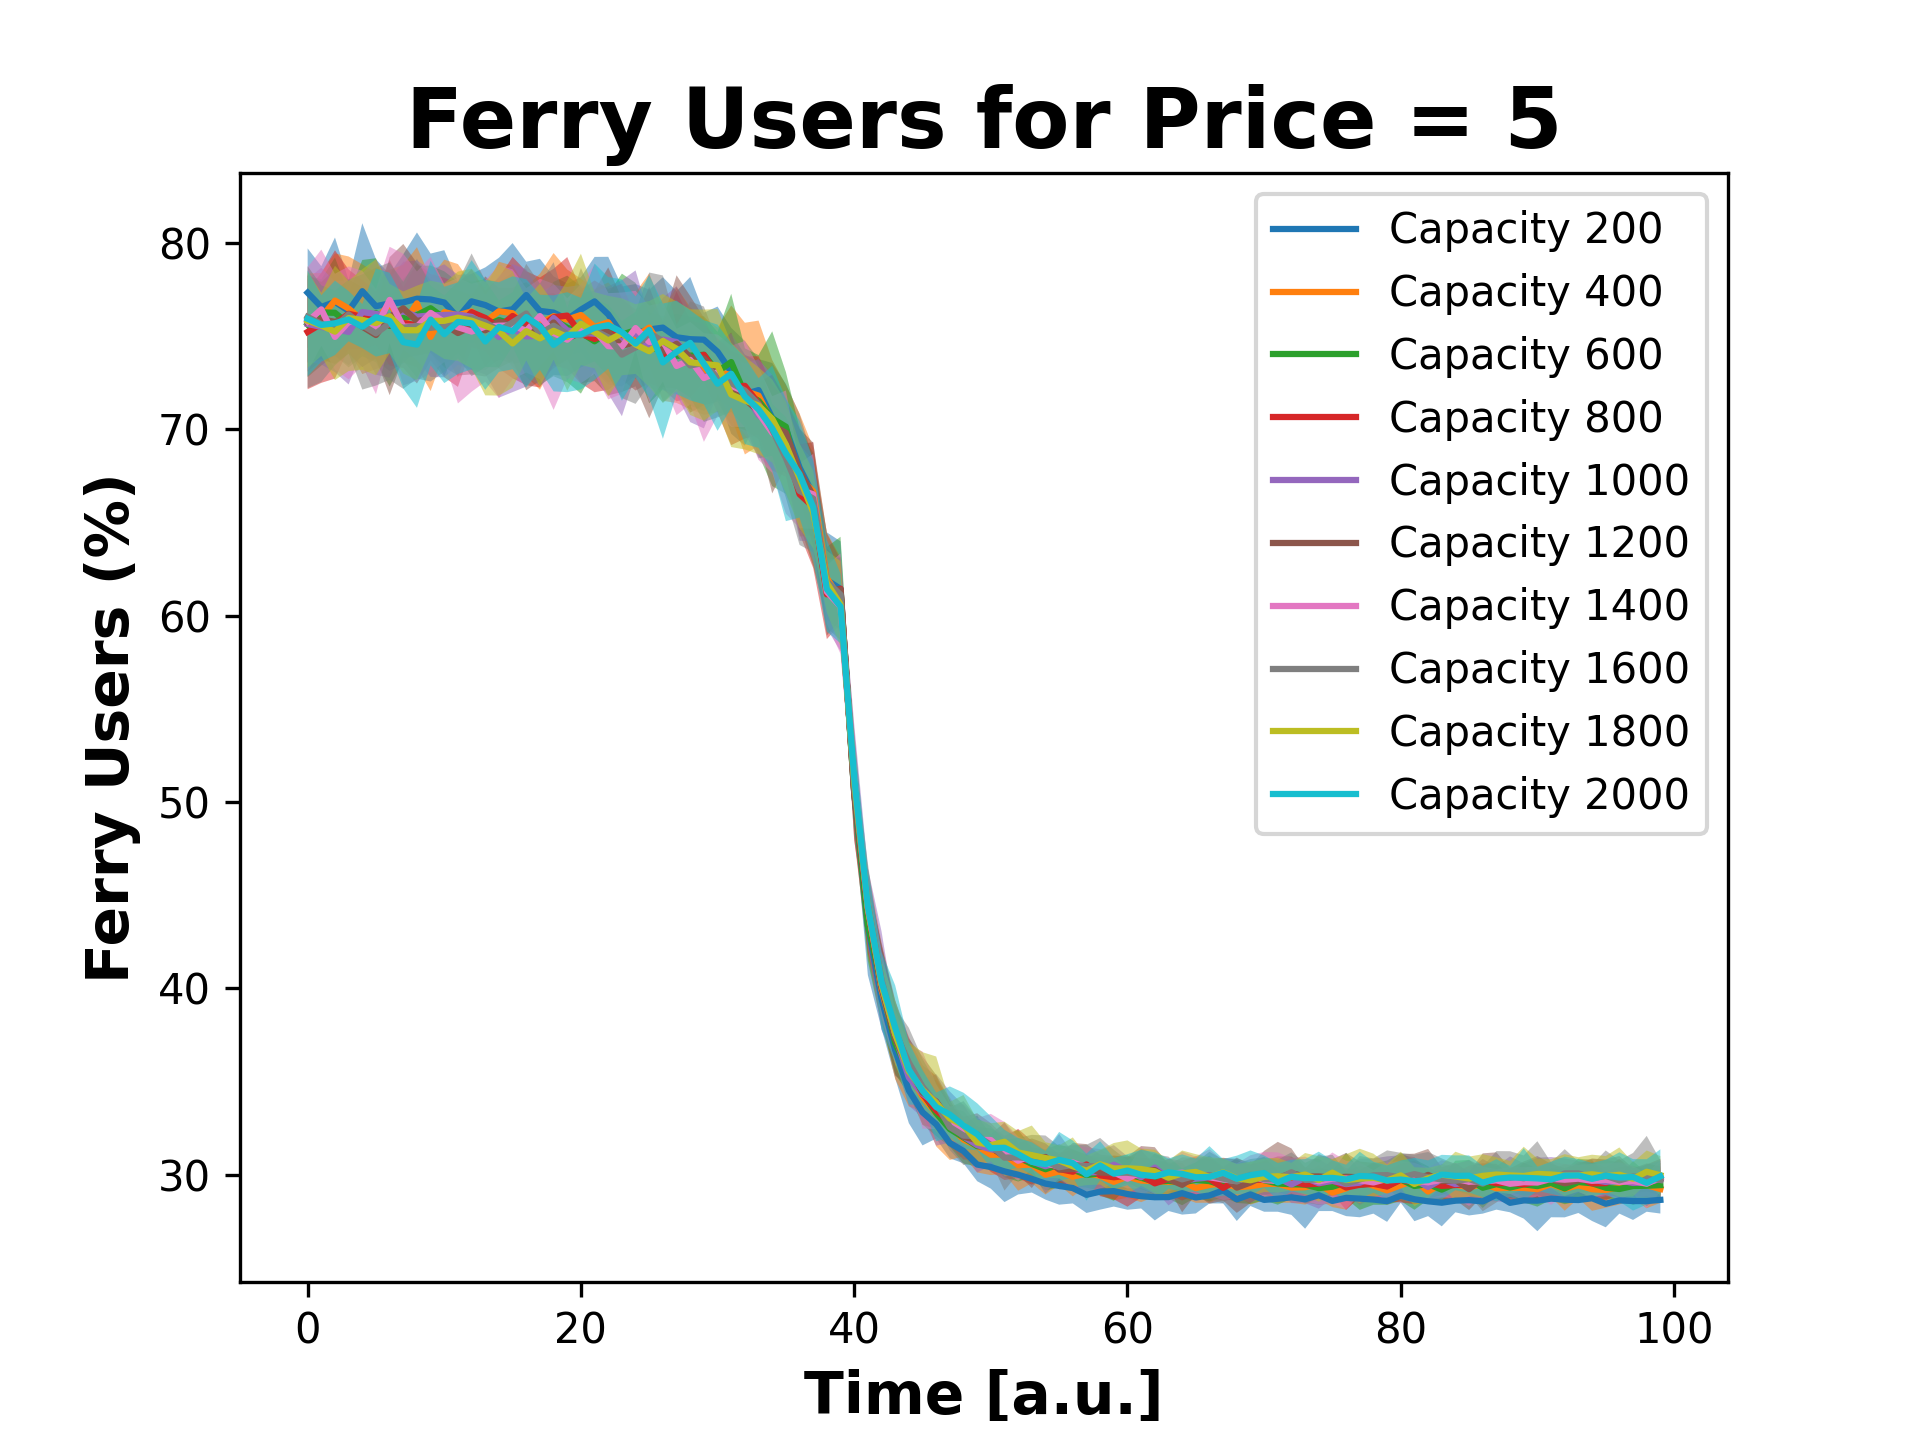 Ferry Users for Price = 5
Ferry Users (%)
80
70
60
50
40
30
Capacity 200
Capacity 400
Capacity 600
Capacity 800
Capacity 1000
Capacity 1200
Capacity 1400
Capacity 1600
Capacity 1800
Capacity 2000
0 20 40 60 80 100
Time [a.u.]